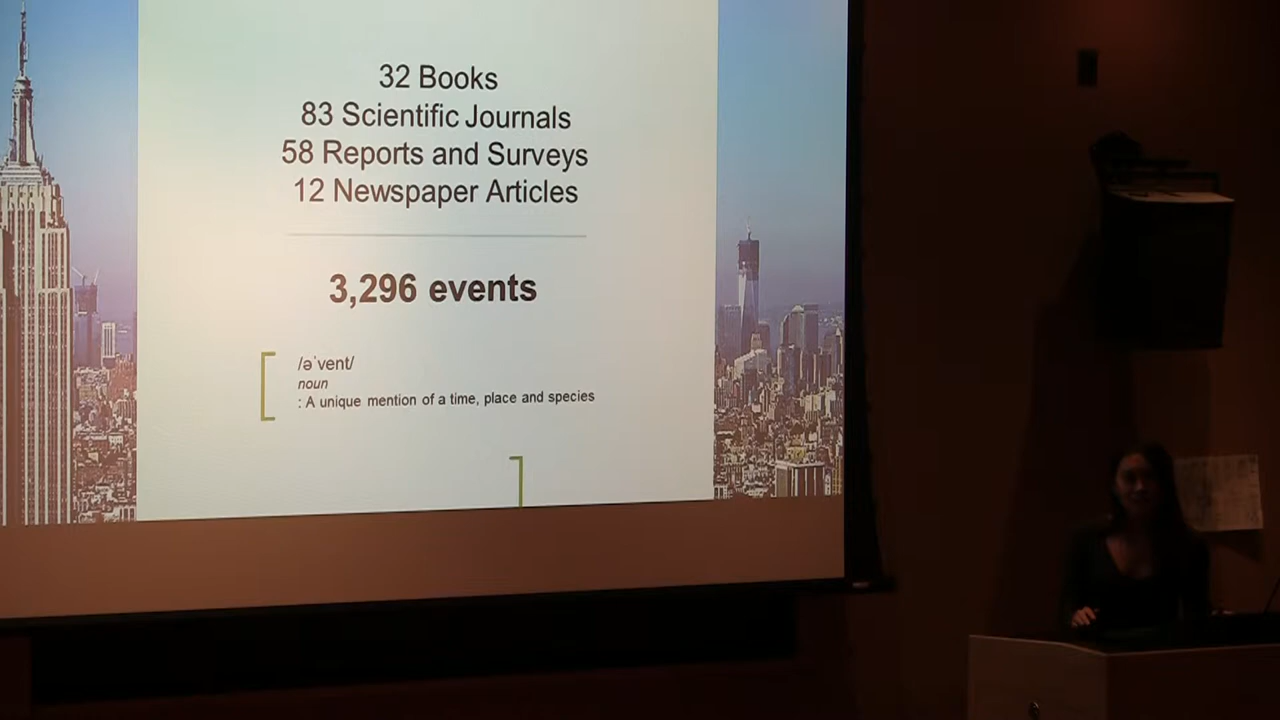 32 Books
83 Scientific Journals
58 Reports and Surveys
12 Newspaper Articles
3,296 events
/əˈvent/
noun
: A unique mention of a time, place and species